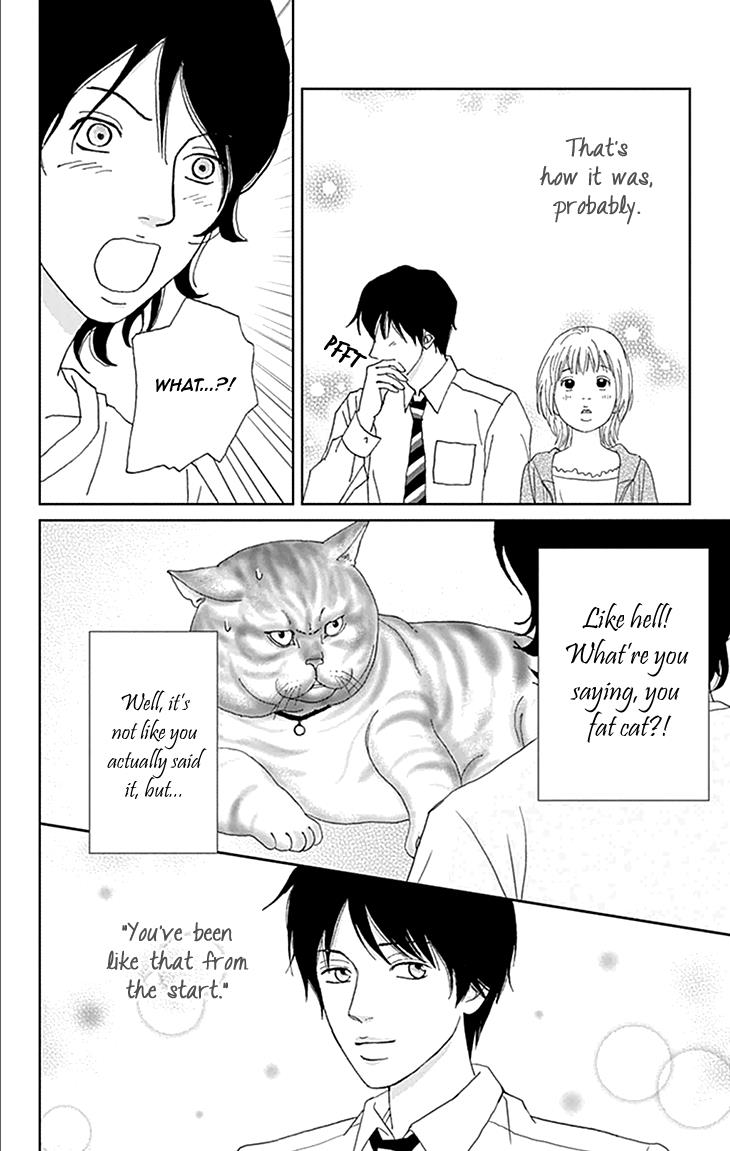 That's
how it was,
probably.
PFFT
WHAT...?!
Like hell!
What're you
saying, you
fat cat?!
Well, it's
not like you
actually said
it, but...
"You've been
like that from
the start."